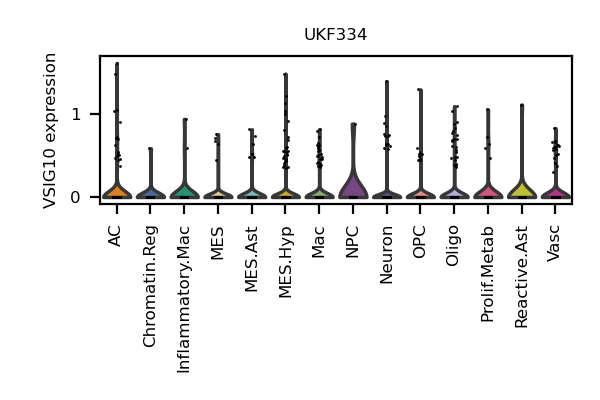 UKF334
VSIG10 expression
1
0
AC
Chromatin.Reg
Inflammatory.Mac
MES
MES.Ast
MES.Hyp
Mac
NPC
Neuron
OPC
Oligo
Prolif.Metab
Reactive.Ast
Vasc